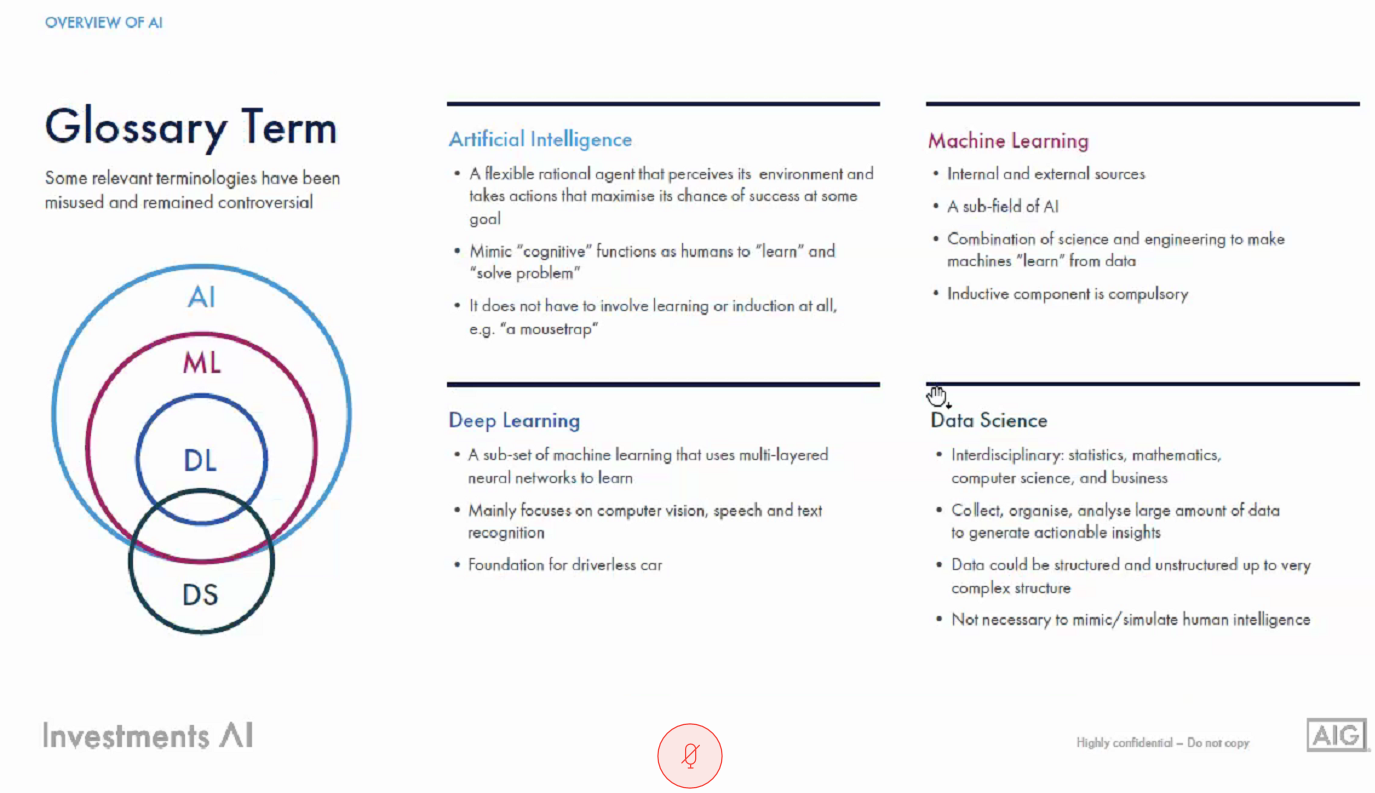 OVERVIEW OF AI
Glossary Term
Some relevant terminologies have been
misused and remained controversial
AI
ML
DL
DS
Artificial Intelligence
• A flexible rational agent that perceives its environment and
takes actions that maximise its chance of success at some
goal
• Mimic “cognitive” functions as humans to “learn” and
“solve problem”
• It does not have to involve learning or induction at all,
e.g. “a mousetrap”
Machine Learning
• Internal and external sources
• A sub-field of AI
• Combination of science and engineering to make
machines “learn” from data
• Inductive component is compulsory
Deep Learning
• A sub-set of machine learning that uses multi-layered
neural networks to learn
• Mainly focuses on computer vision, speech and text
recognition
• Foundation for driverless car
Data Science
• Interdisciplinary: statistics, mathematics,
computer science, and business
• Collect, organise, analyse large amount of data
to generate actionable insights
• Data could be structured and unstructured up to very
complex structure
• Not necessary to mimic/simulate human intelligence
Investments AI
Highly confidential – Do not copy
AIG